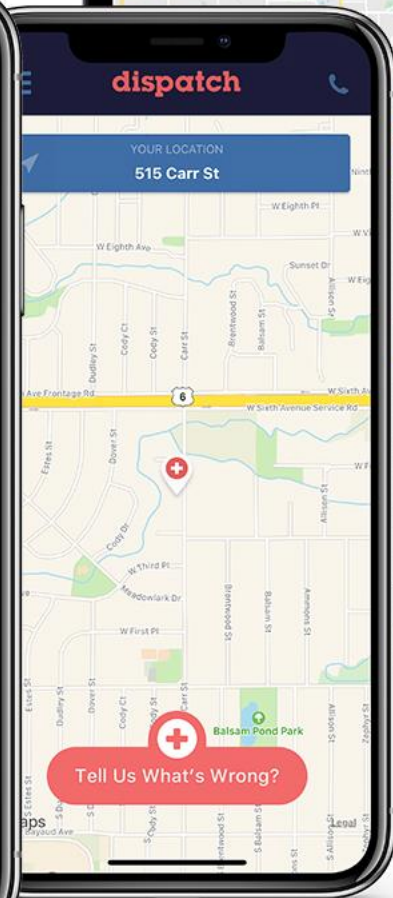 dispatch
YOUR LOCATION
515 Carr St
W Eighth Pl
W Eighth Ave
Sunset Dr
Allison St
Brentwood St
Balsam St
Carr St
Cody St
Cody Ct
Dudley St
Ave Frontage Rd
6
W Sixth Av
W Sixth Avenue Service Rd
Estes St
Dover St
Cody Dr
Allison St
W Third Pl
Meadowlark Dr
Brentwood St
Balsam St
Ammons St
W First Pl
Estes St
Dudley St
Dover St
Cody Ct
Carr St
Balsam Pond Park
Allison St
Zephyr St
Tell Us What's Wrong?
S Estes St
S Cody St
S Balsam St
S Allison St
Bayaud Ave
Legal